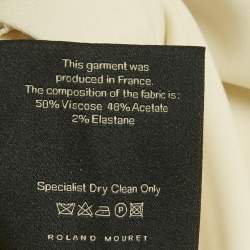 This garment was
produced in France.
The composition of the fabric is:
50% Viscose 48% Acetate
2% Elastane
Specialist Dry Clean Only
P
ROLAND MOURET